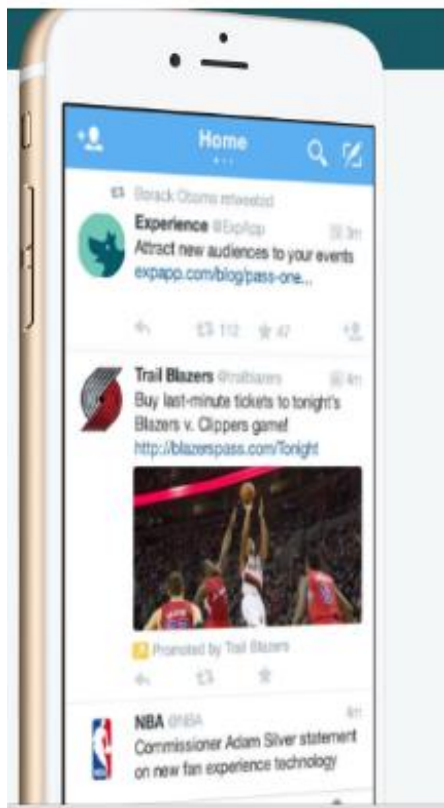 Home
Barack Obama retweeted
Experience @ExpApp 3m
Attract new audiences to your events
expapp.com/blog/pass-one...
112 47
Trail Blazers @trailblazers 4m
Buy last-minute tickets to tonight's
Blazers v. Clippers game!
http://blazerspass.com/Tonight
Promoted by Trail Blazers
NBA @NBA 4m
Commissioner Adam Silver statement
on new fan experience technology